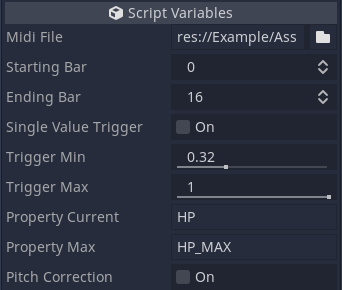 Script Variables
Midi File res://Example/Ass
Starting Bar 0
Ending Bar 16
Single Value Trigger On
Trigger Min 0.32
Trigger Max 1
Property Current HP
Property Max HP_MAX
Pitch Correction On